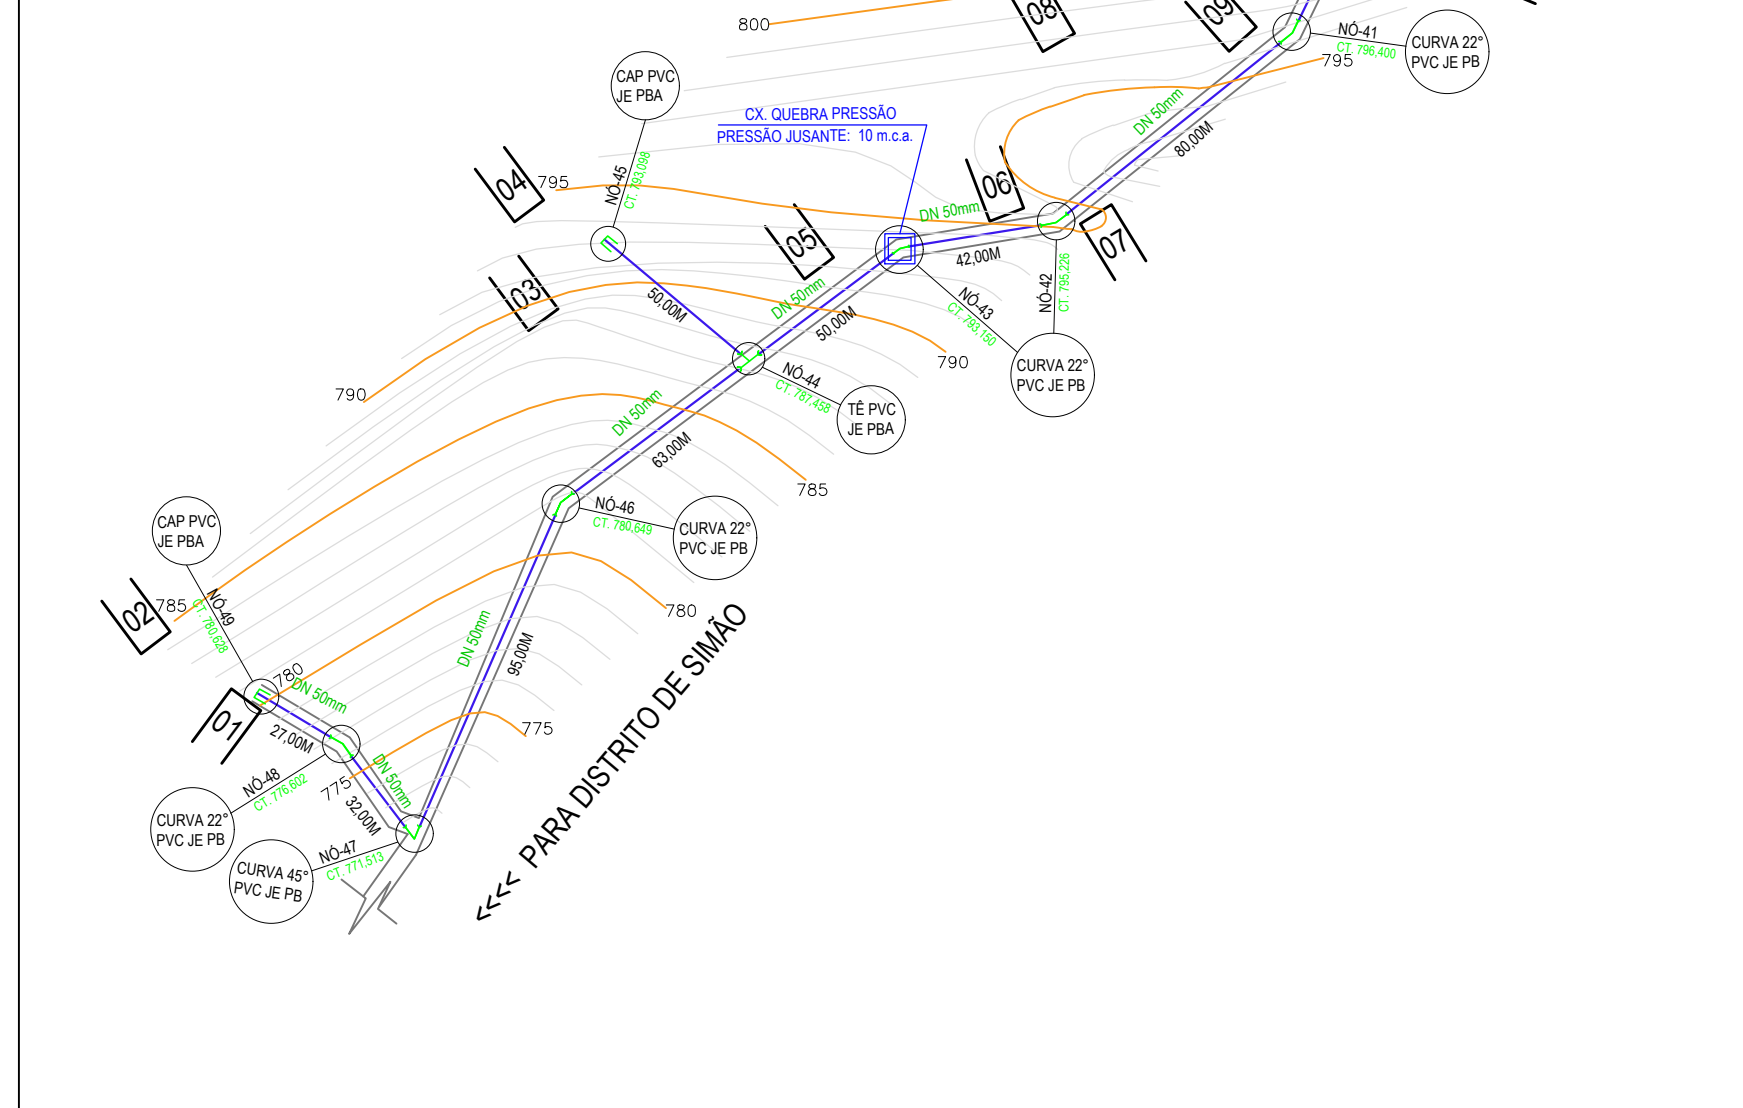 800
08
09
NÓ-41
CT. 796,400
CURVA 22°
PVC JE PB
795
CAP PVC
JE PBA
NÓ-45
CT. 793,098
CX. QUEBRA PRESSÃO
PRESSÃO JUSANTE: 10 m.c.a.
DN 50mm
80,00M
04
795
03
05
06
DN 50mm
42,00M
07
NÓ-42
CT. 795,226
CURVA 22°
PVC JE PB
NÓ-43
CT. 793,150
DN 50mm
50,00M
50,00M
790
790
NÓ-44
CT. 787,458
TÊ PVC
JE PBA
DN 50mm
63,00M
785
NÓ-46
CT. 780,649
CURVA 22°
PVC JE PB
CAP PVC
JE PBA
NÓ-49
CT. 780,628
02
785
780
780
DN 50mm
01
27,00M
DN 50mm
95,00M
775
775
DN 50mm
32,00M
NÓ-48
CT. 776,602
CURVA 22°
PVC JE PB
NÓ-47
CT. 771,513
CURVA 45°
PVC JE PB
<<<< PARA DISTRITO DE SIMÃO